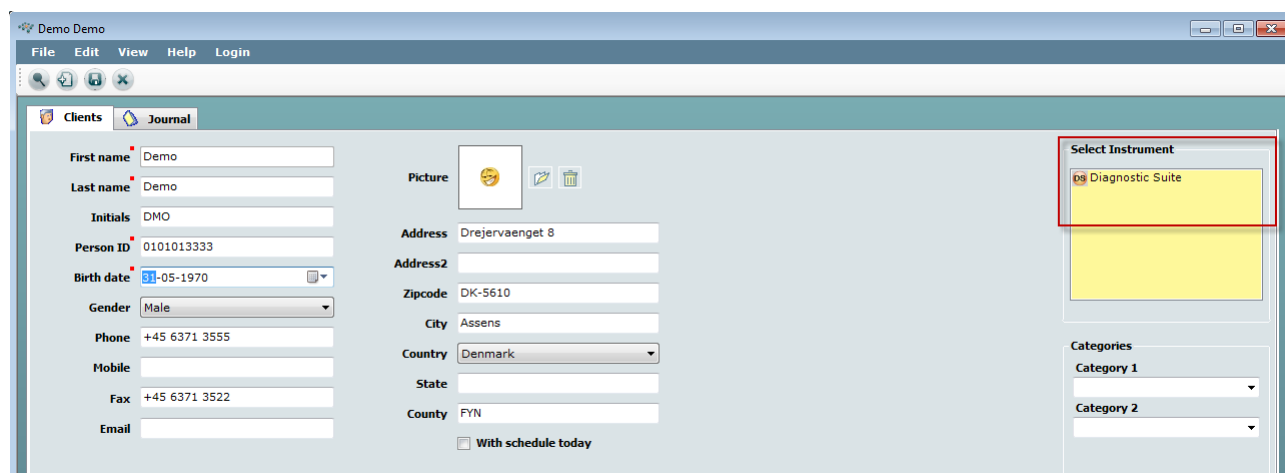 Demo Demo
File Edit View Help Login
Clients Journal
First name Demo
Last name Demo
Initials DMO
Person ID 0101013333
Birth date 31-05-1970
Gender Male
Phone +45 6371 3555
Mobile
Fax +45 6371 3522
Email
Picture
Address Drejervaenget 8
Address2
Zipcode DK-5610
City Assens
Country Denmark
State
County FYN
With schedule today
Select Instrument
DS Diagnostic Suite
Categories
Category 1
Category 2